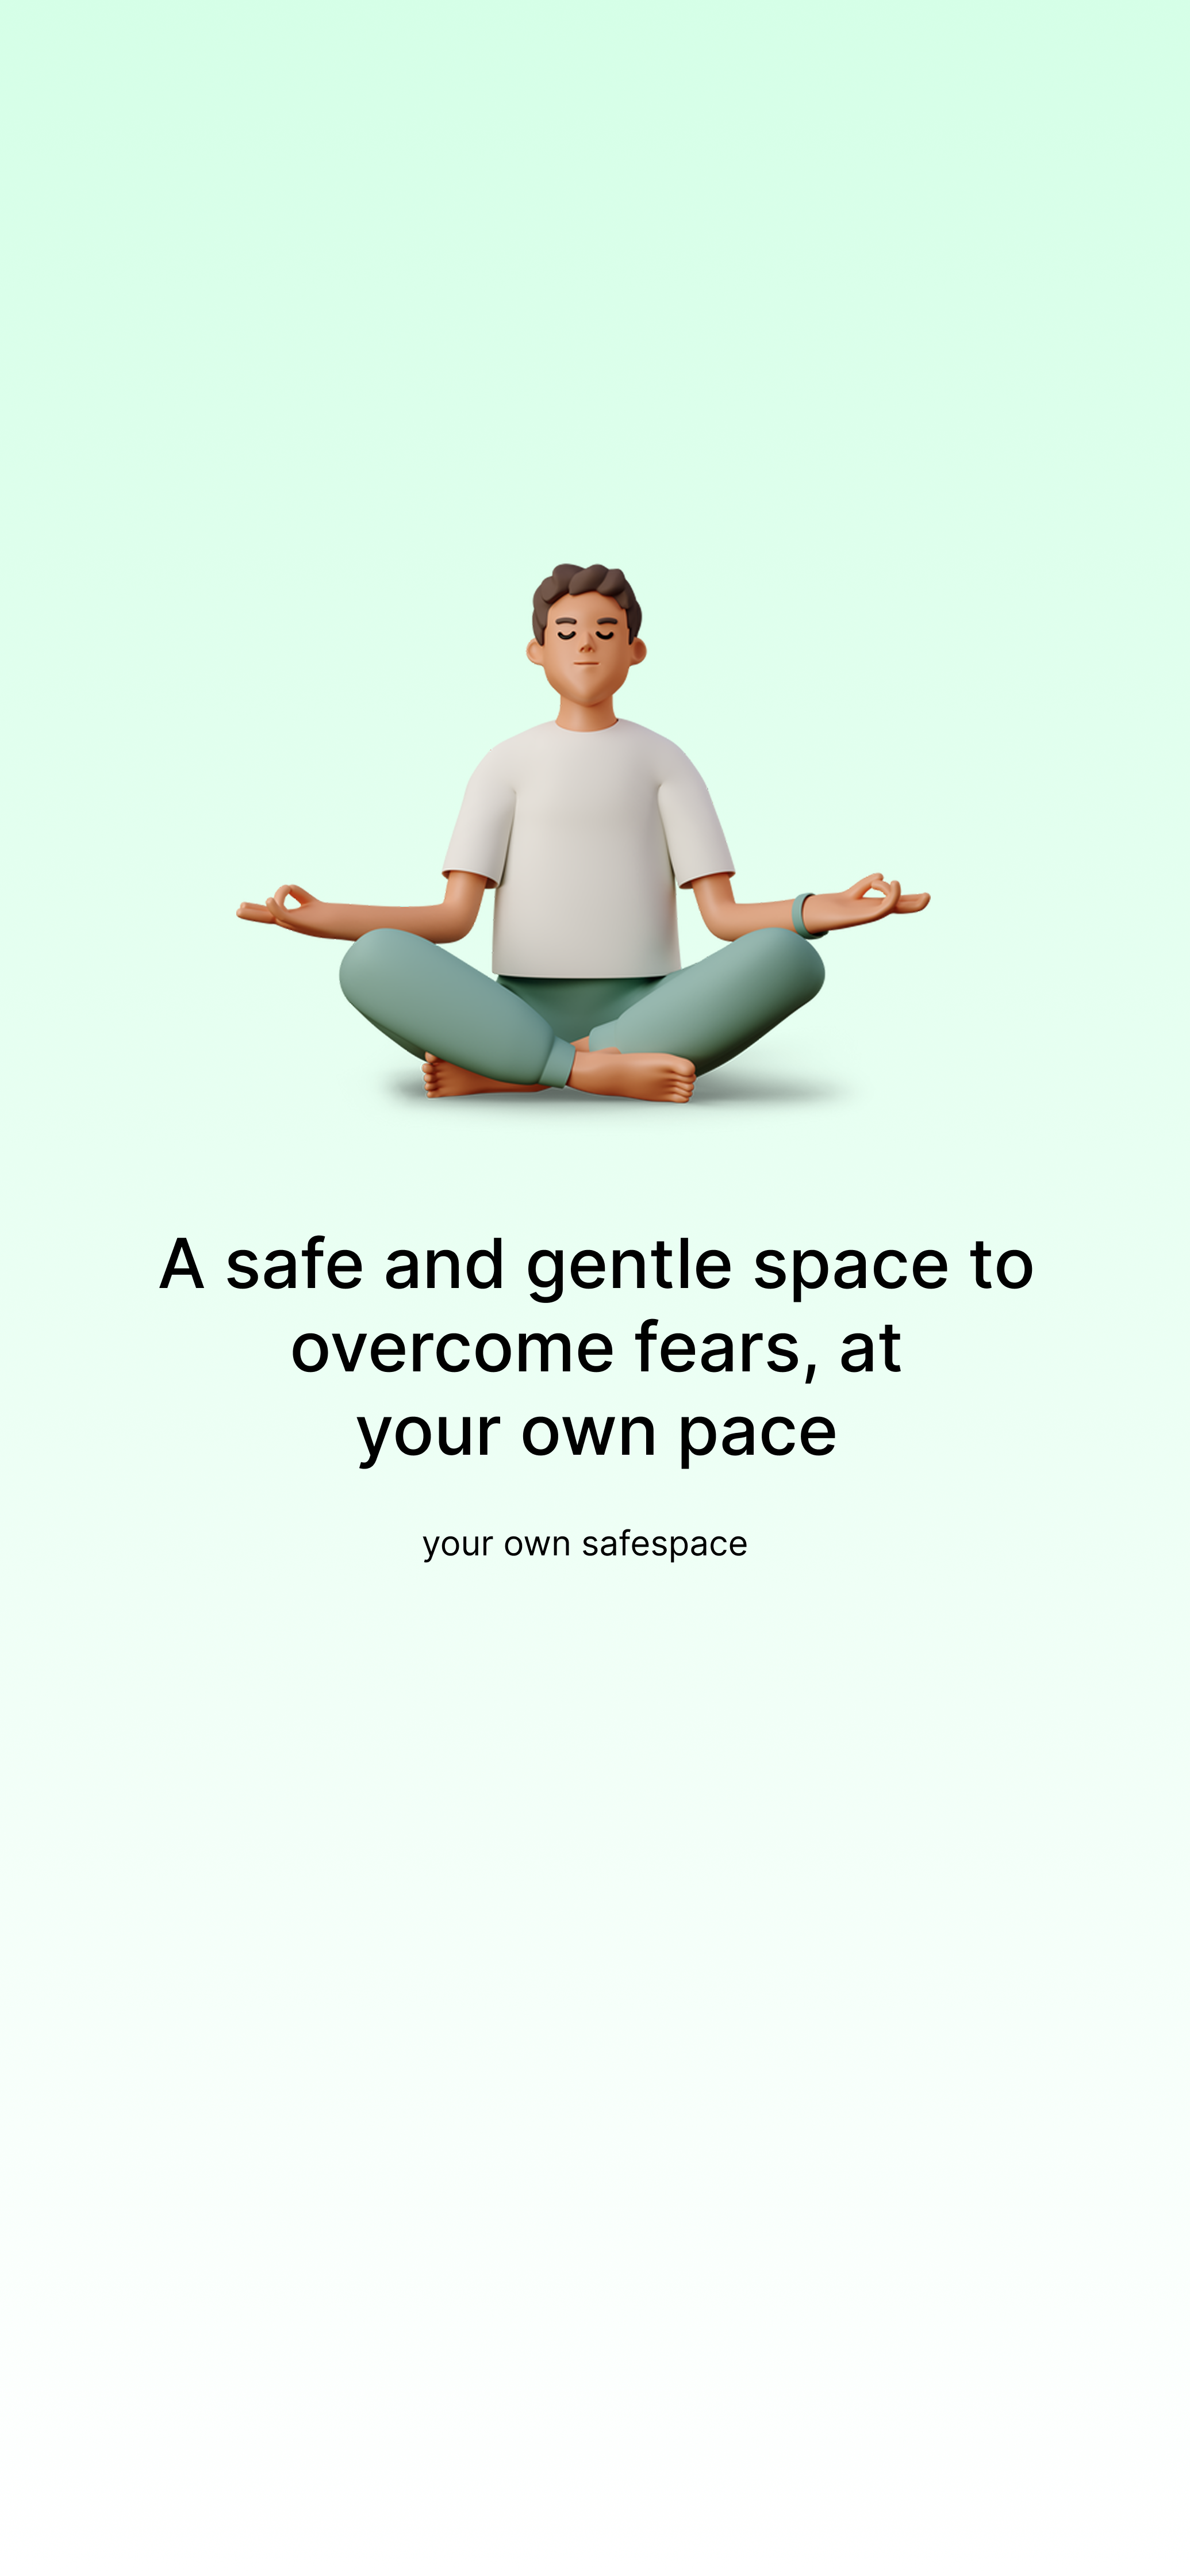 A safe and gentle space to
overcome fears, at
your own pace
your own safespace